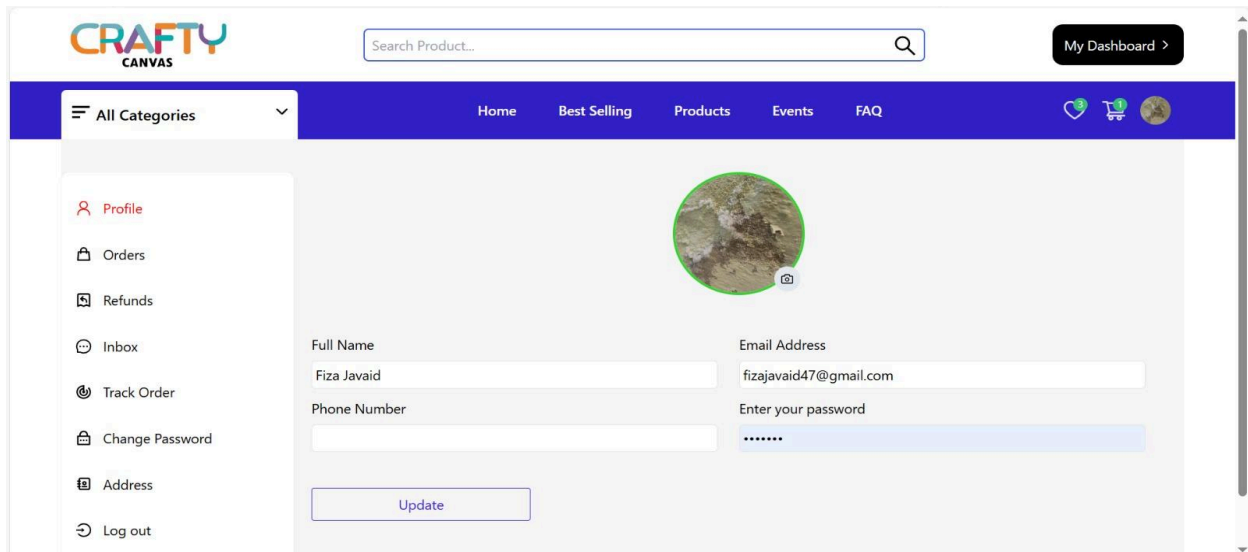 CRAFTY
CANVAS
Search Product...
My Dashboard >
All Categories
Home Best Selling Products Events FAQ
3 1
Profile
Orders
Refunds
Inbox
Track Order
Change Password
Address
Log out
Full Name
Fiza Javaid
Email Address
fizajavaid47@gmail.com
Phone Number
Enter your password
•••••••
Update